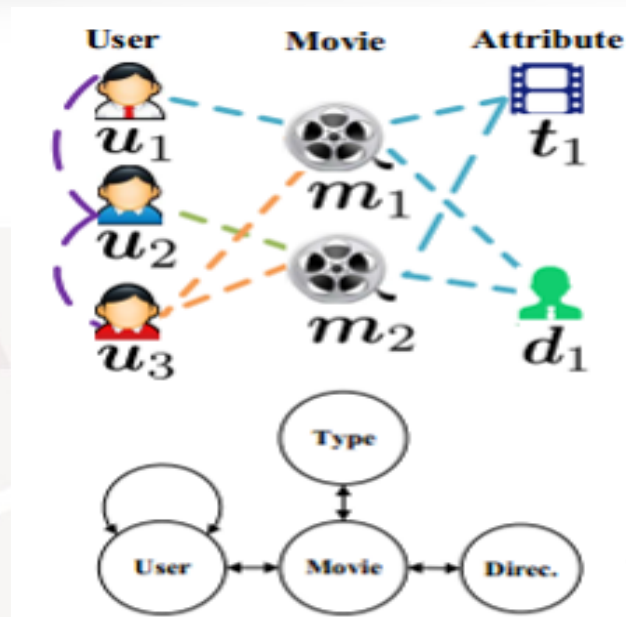 User Movie Attribute
u1 m1 t1
u2 m2 d1
u3
Type
User Movie Direc.